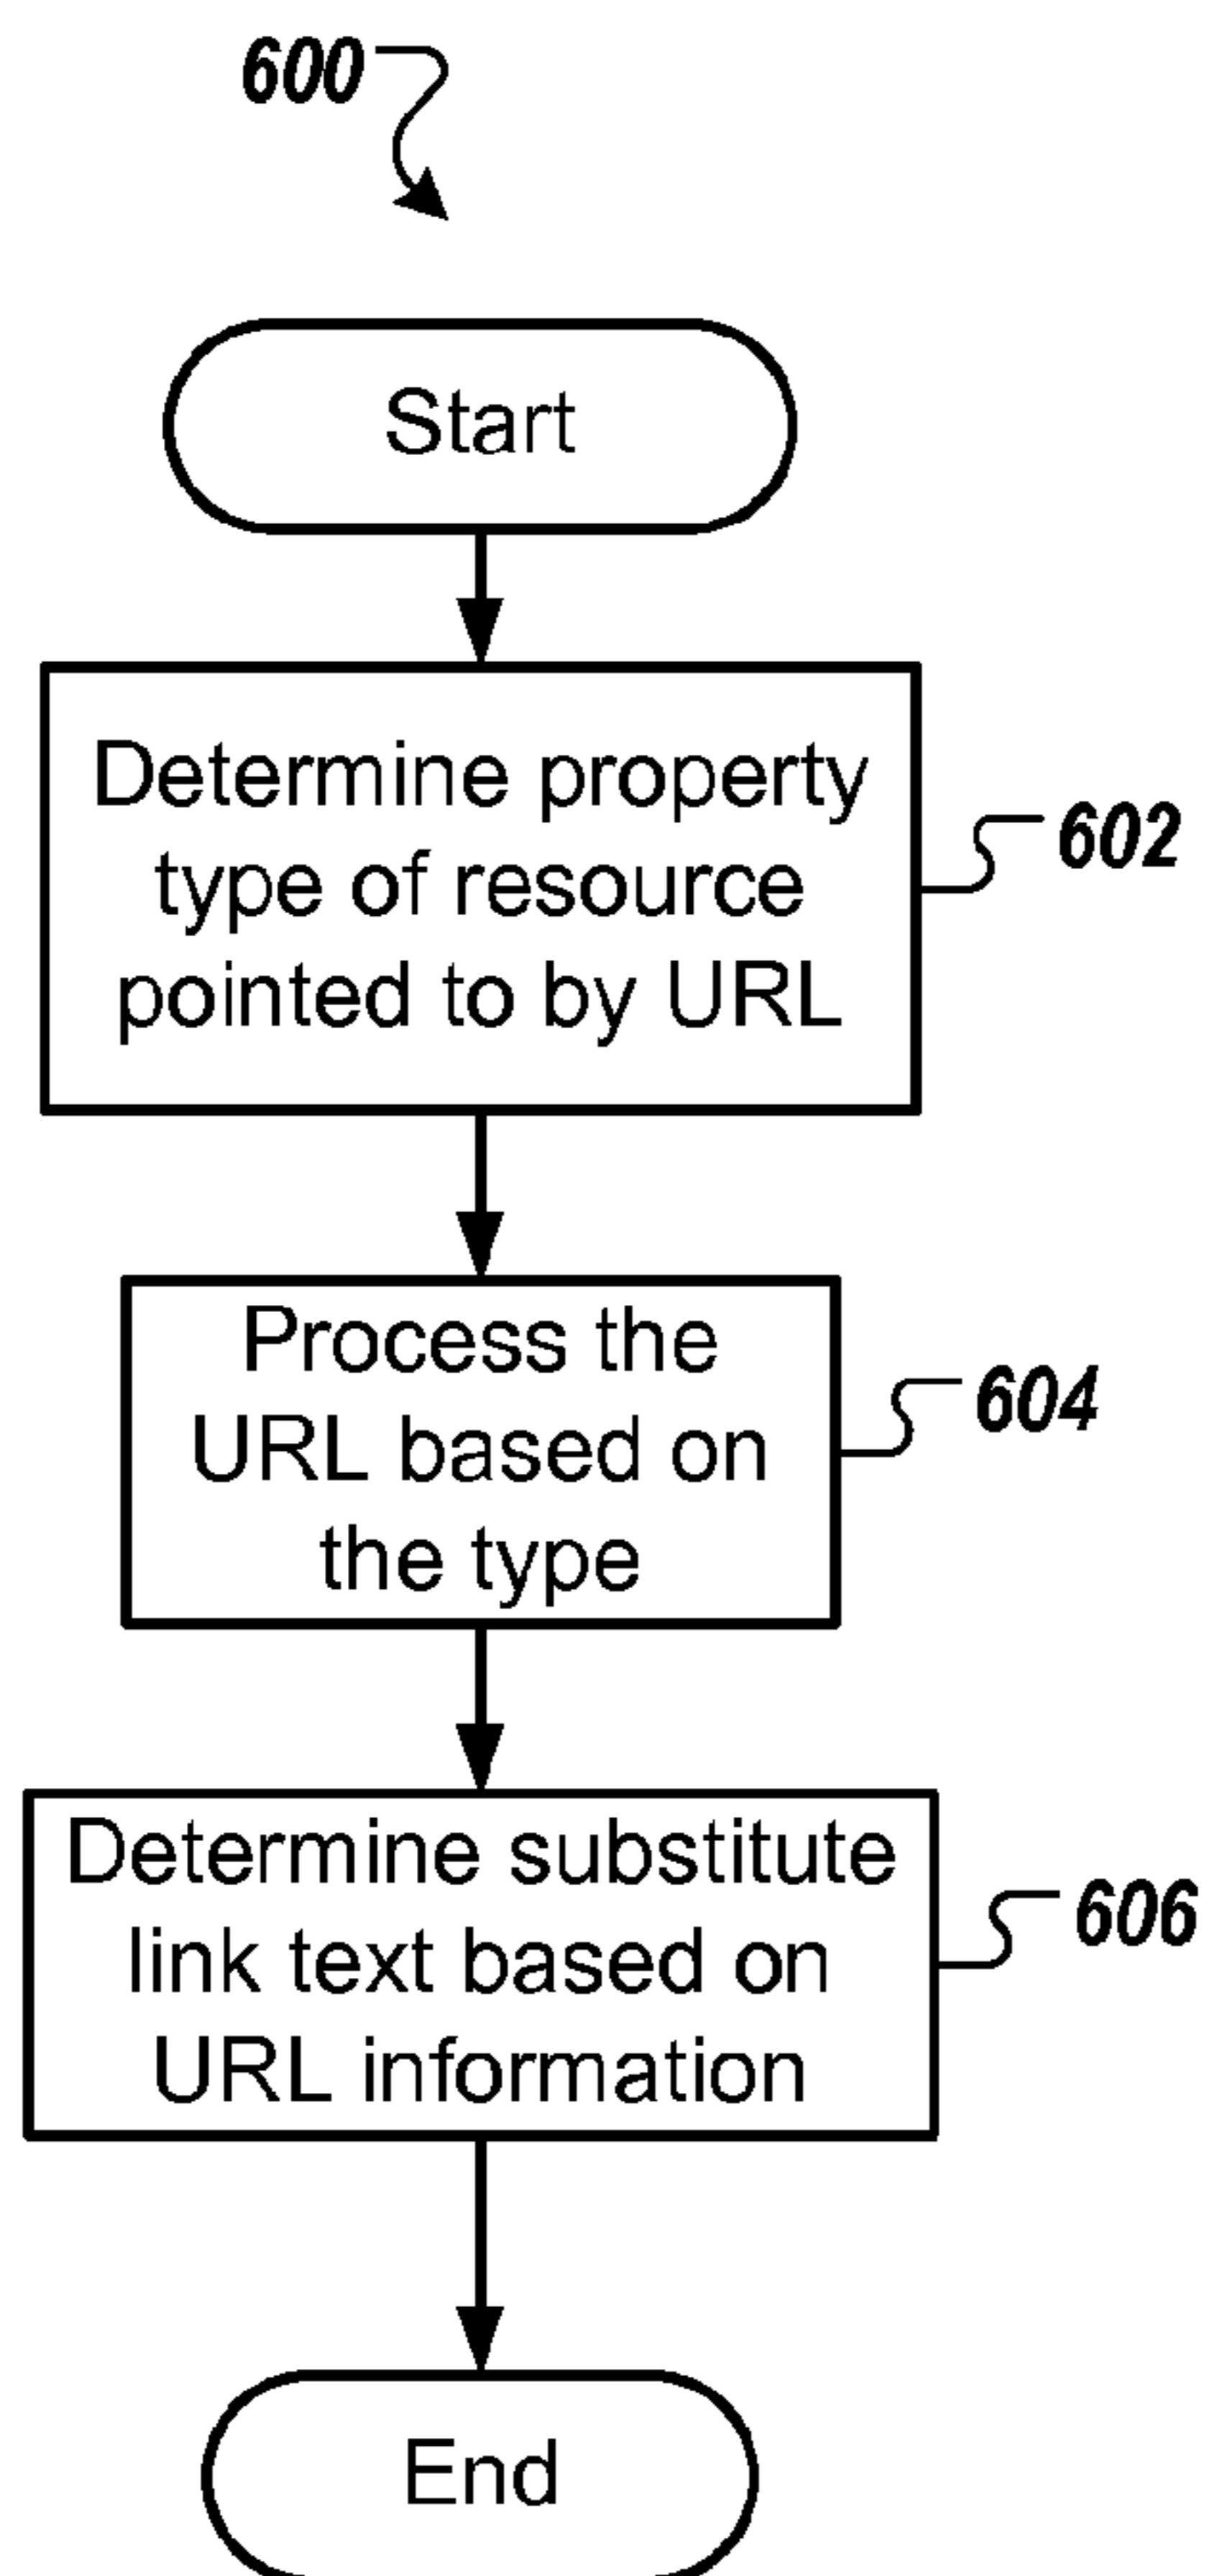 600
Start
Determine property
type of resource
pointed to by URL
602
Process the
URL based on
the type
604
Determine substitute
link text based on
URL information
606
End